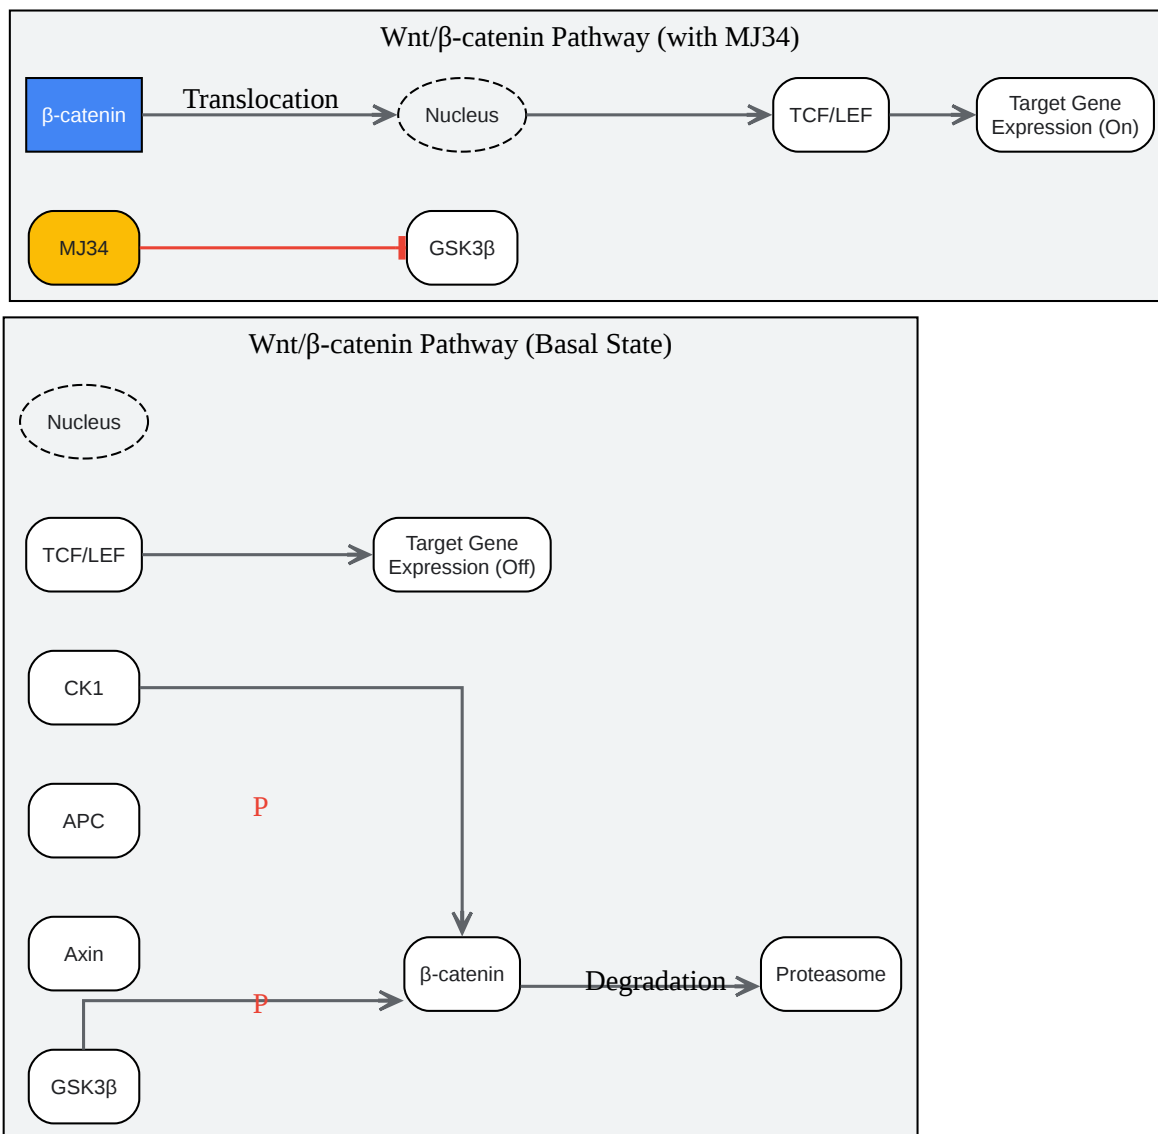 Wnt/β-catenin Pathway (with MJ34)
β-catenin
Translocation
Nucleus
TCF/LEF
Target Gene
Expression (On)
MJ34
GSK3β
Wnt/β-catenin Pathway (Basal State)
Nucleus
TCF/LEF
Target Gene
Expression (Off)
CK1
APC
P
Axin
β-catenin
Degradation
Proteasome
P
GSK3β